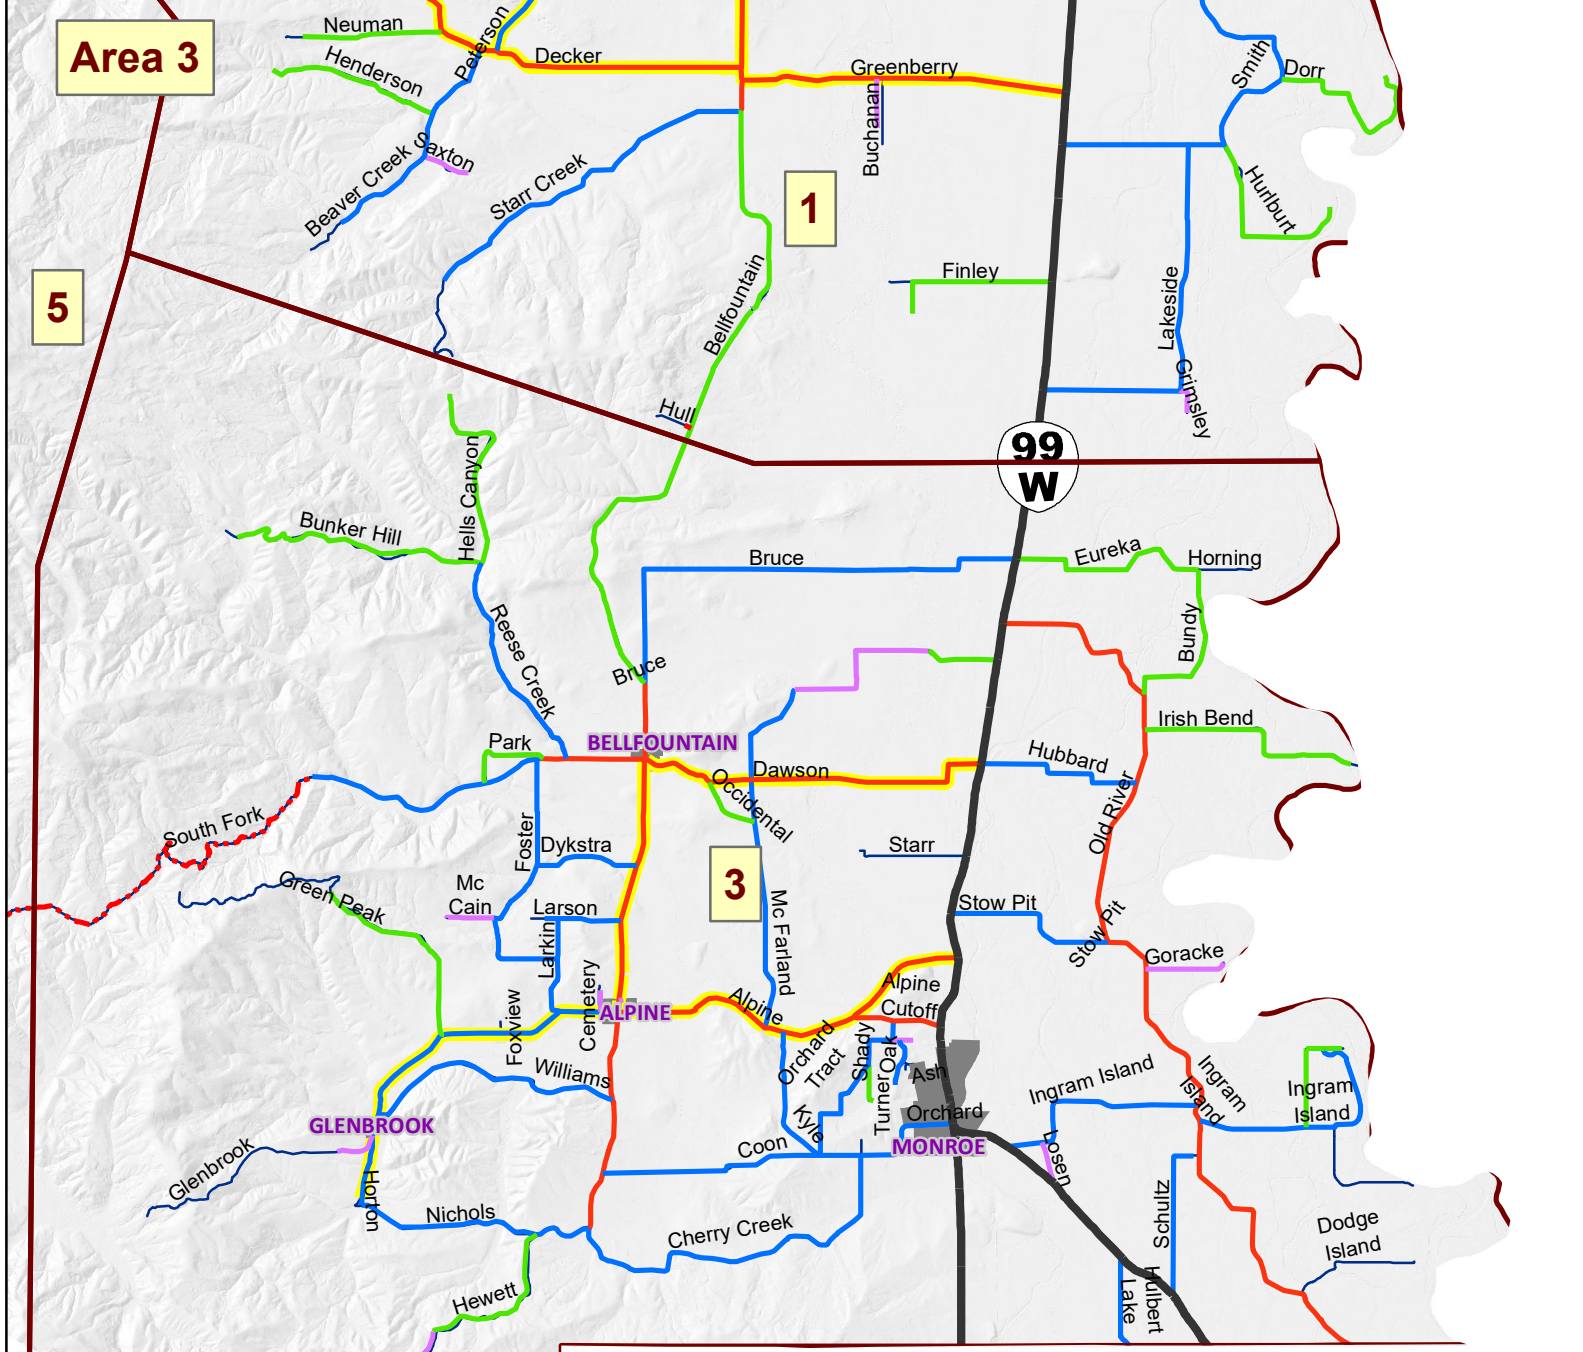 Area 3
Neuman
Peterson
Decker
Henderson
Greenberry
Smith
Dorr
Buchanan
Saxton
Beaver Creek
Starr Creek
1
Hurlburt
5
Finley
Bellfountain
Lakeside
Grimsley
Hull
99
W
Hells Canyon
Bunker Hill
Bruce
Eureka
Horning
Reese Creek
Bundy
Bruce
Irish Bend
Park
BELLFOUNTAIN
Dawson
Hubbard
Occidental
Old River
South Fork
Foster
Dykstra
Starr
3
Green Peak
Mc
Cain
Larson
Mc Farland
Stow Pit
Stow Pit
Larkin
Goracke
Cemetery
Alpine
Alpine
Cutoff
ALPINE
Foxview
Orchard
Tract
Shady
Oak
Ash
Williams
Turner
Ingram Island
Ingram
Island
Ingram
Island
Kyle
Orchard
GLENBROOK
MONROE
Coon
Losen
Glenbrook
Horton
Nichols
Cherry Creek
Schultz
Dodge
Island
Hewett
Lake
Hulbert